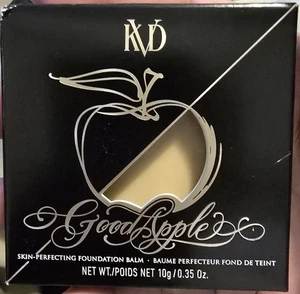 KVD
Good Apple
SKIN-PERFECTING FOUNDATION BALM · BAUME PERFECTEUR FOND DE TEINT
NET WT./POIDS NET 10g/0.35 Oz.